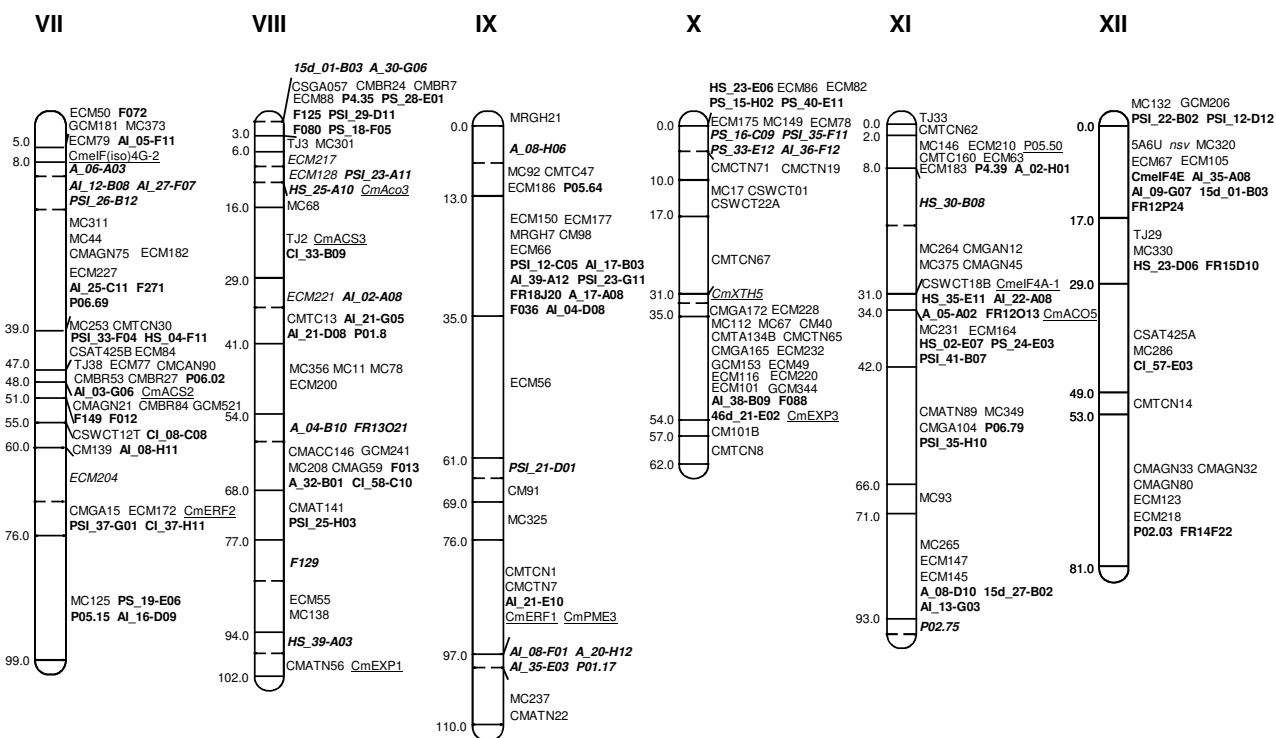 VII
ECM50 F072
GCM181 MC373
5.0
ECM79 AI_05-F11
8.0
CmeIF(iso)4G-2
A_06-A03
AI_12-B08 AI_27-F07
PSI_26-B12
MC311
MC44
CMAGN75 ECM182
ECM227
AI_25-C11 F271
P06.69
39.0
MC253 CMTCN30
PSI_33-F04 HS_04-F11
CSAT425B ECM84
47.0
TJ38 ECM77 CMCAN90
48.0
CMBR53 CMBR27 P06.02
AI_03-G06 CmACS2
51.0
CMAGN21 CMBR84 GCM521
F149 F012
55.0
CSWCT12T CI_08-C08
60.0
CM139 AI_08-H11
ECM204
CMGA15 ECM172 CmERF2
PSI_37-G01 CI_37-H11
76.0
MC125 PS_19-E06
P05.15 AI_16-D09
99.0
VIII
15d_01-B03 A_30-G06
CSGA057 CMBR24 CMBR7
ECM88 P4.35 PS_28-E01
F125 PSI_29-D11
F080 PS_18-F05
3.0
TJ3 MC301
6.0
ECM217
ECM128 PSI_23-A11
HS_25-A10 CmAco3
16.0
MC68
TJ2 CmACS3
CI_33-B09
29.0
ECM221 AI_02-A08
CMTC13 AI_21-G05
AI_21-D08 P01.8
41.0
MC356 MC11 MC78
ECM200
54.0
A_04-B10 FR13O21
CMACC146 GCM241
MC208 CMAG59 F013
A_32-B01 CI_58-C10
68.0
CMAT141
PSI_25-H03
77.0
F129
ECM55
MC138
94.0
HS_39-A03
CMATN56 CmEXP1
102.0
IX
MRGH21
0.0
A_08-H06
MC92 CMTC47
ECM186 P05.64
13.0
ECM150 ECM177
MRGH7 CM98
ECM66
PSI_12-C05 AI_17-B03
AI_39-A12 PSI_23-G11
FR18J20 A_17-A08
F036 AI_04-D08
35.0
ECM56
61.0
PSI_21-D01
CM91
69.0
MC325
76.0
CMTCN1
CMCTN7
AI_21-E10
CmERF1 CmPME3
97.0
AI_08-F01 A_20-H12
AI_35-E03 P01.17
MC237
CMATN22
110.0
X
HS_23-E06 ECM86 ECM82
PS_15-H02 PS_40-E11
0.0
ECM175 MC149 ECM78
PS_16-C09 PSI_35-F11
PS_33-E12 AI_36-F12
CMCTN71 CMCTN19
10.0
MC17 CSWCT01
CSWCT22A
17.0
CMTCN67
31.0
CmXTH5
35.0
CMGA172 ECM228
MC112 MC67 CM40
CMTA134B CMCTN65
CMGA165 ECM232
GCM153 ECM49
ECM116 ECM220
ECM101 GCM344
AI_38-B09 F088
46d_21-E02 CmEXP3
54.0
CM101B
57.0
CMTCN8
62.0
XI
TJ33
0.0
CMTCN62
2.0
MC146 ECM210 P05.50
CMTC160 ECM63
8.0
ECM183 P4.39 A_02-H01
HS_30-B08
MC264 CMGAN12
MC375 CMAGN45
CSWCT18B CmeIF4A-1
31.0
HS_35-E11 AI_22-A08
34.0
A_05-A02 FR12O13 CmACO5
MC231 ECM164
HS_02-E07 PS_24-E03
PSI_41-B07
42.0
CMATN89 MC349
CMGA104 P06.79
PSI_35-H10
66.0
MC93
71.0
MC265
ECM147
ECM145
A_08-D10 15d_27-B02
AI_13-G03
93.0
P02.75
XII
MC132 GCM206
PSI_22-B02 PSI_12-D12
0.0
5A6U nsv MC320
ECM67 ECM105
CmeIF4E AI_35-A08
AI_09-G07 15d_01-B03
FR12P24
17.0
TJ29
MC330
HS_23-D06 FR15D10
29.0
CSAT425A
MC286
CI_57-E03
49.0
CMTCN14
53.0
CMAGN33 CMAGN32
CMAGN80
ECM123
ECM218
P02.03 FR14F22
81.0